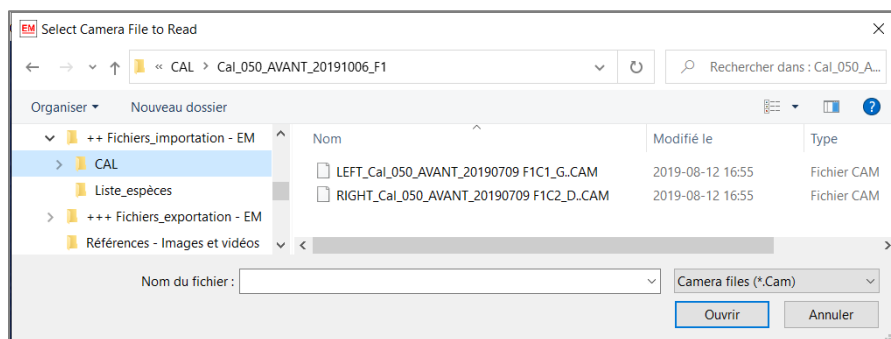 EM Select Camera File to Read
« CAL > Cal_050_AVANT_20191006_F1
Rechercher dans : Cal_050_A...
Organiser Nouveau dossier
++ Fichiers_importation - EM
CAL
Liste_espèces
+++ Fichiers_exportation - EM
Références - Images et vidéos
Nom Modifié le Type
LEFT_Cal_050_AVANT_20190709 F1C1_G..CAM 2019-08-12 16:55 Fichier CAM
RIGHT_Cal_050_AVANT_20190709 F1C2_D..CAM 2019-08-12 16:55 Fichier CAM
Nom du fichier : Camera files (*.Cam)
Ouvrir Annuler